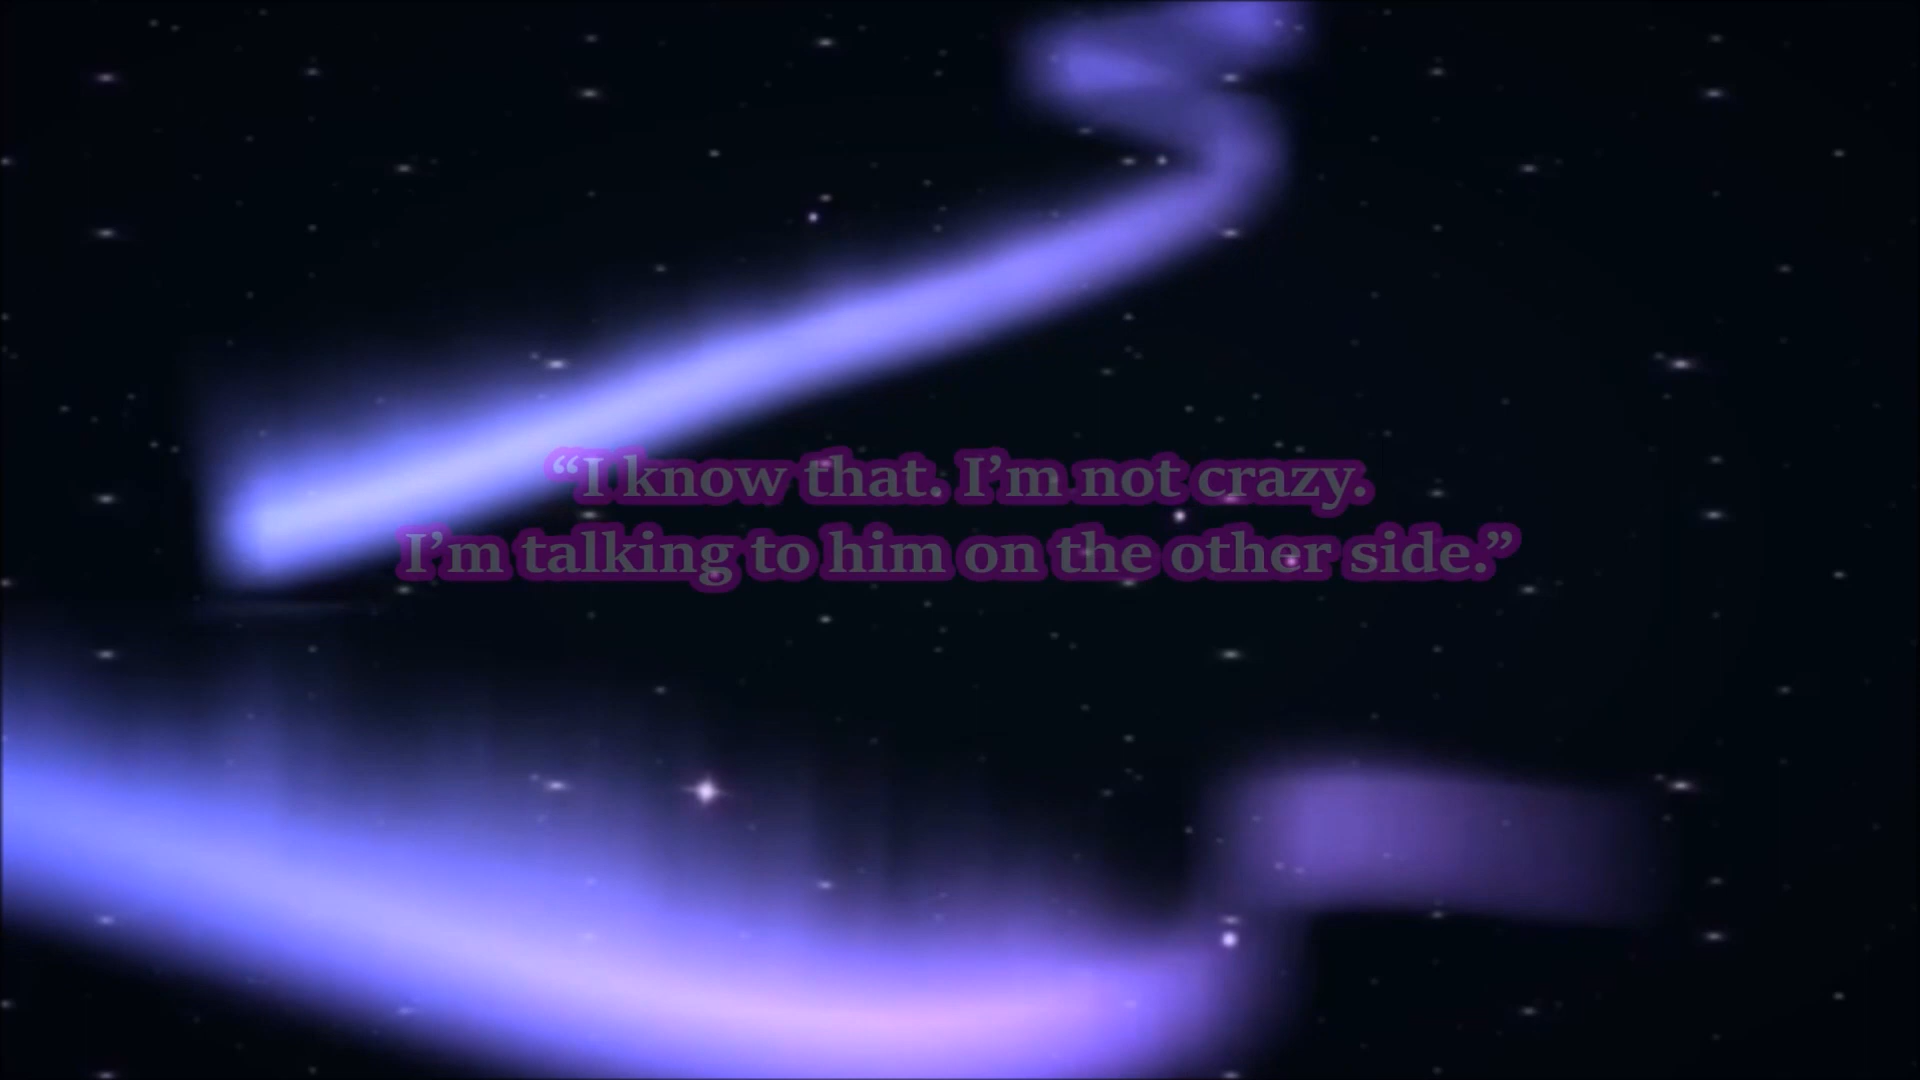 “I know that. I’m not crazy.
I’m talking to him on the other side.”